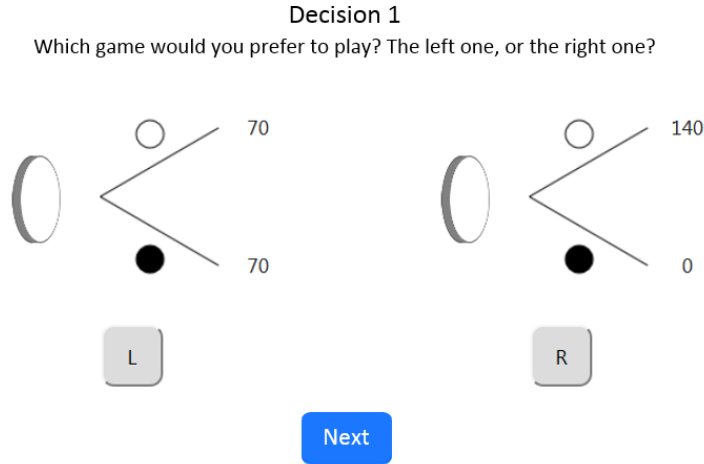 Decision 1
Which game would you prefer to play? The left one, or the right one?
70
140
70
0
L
R
Next